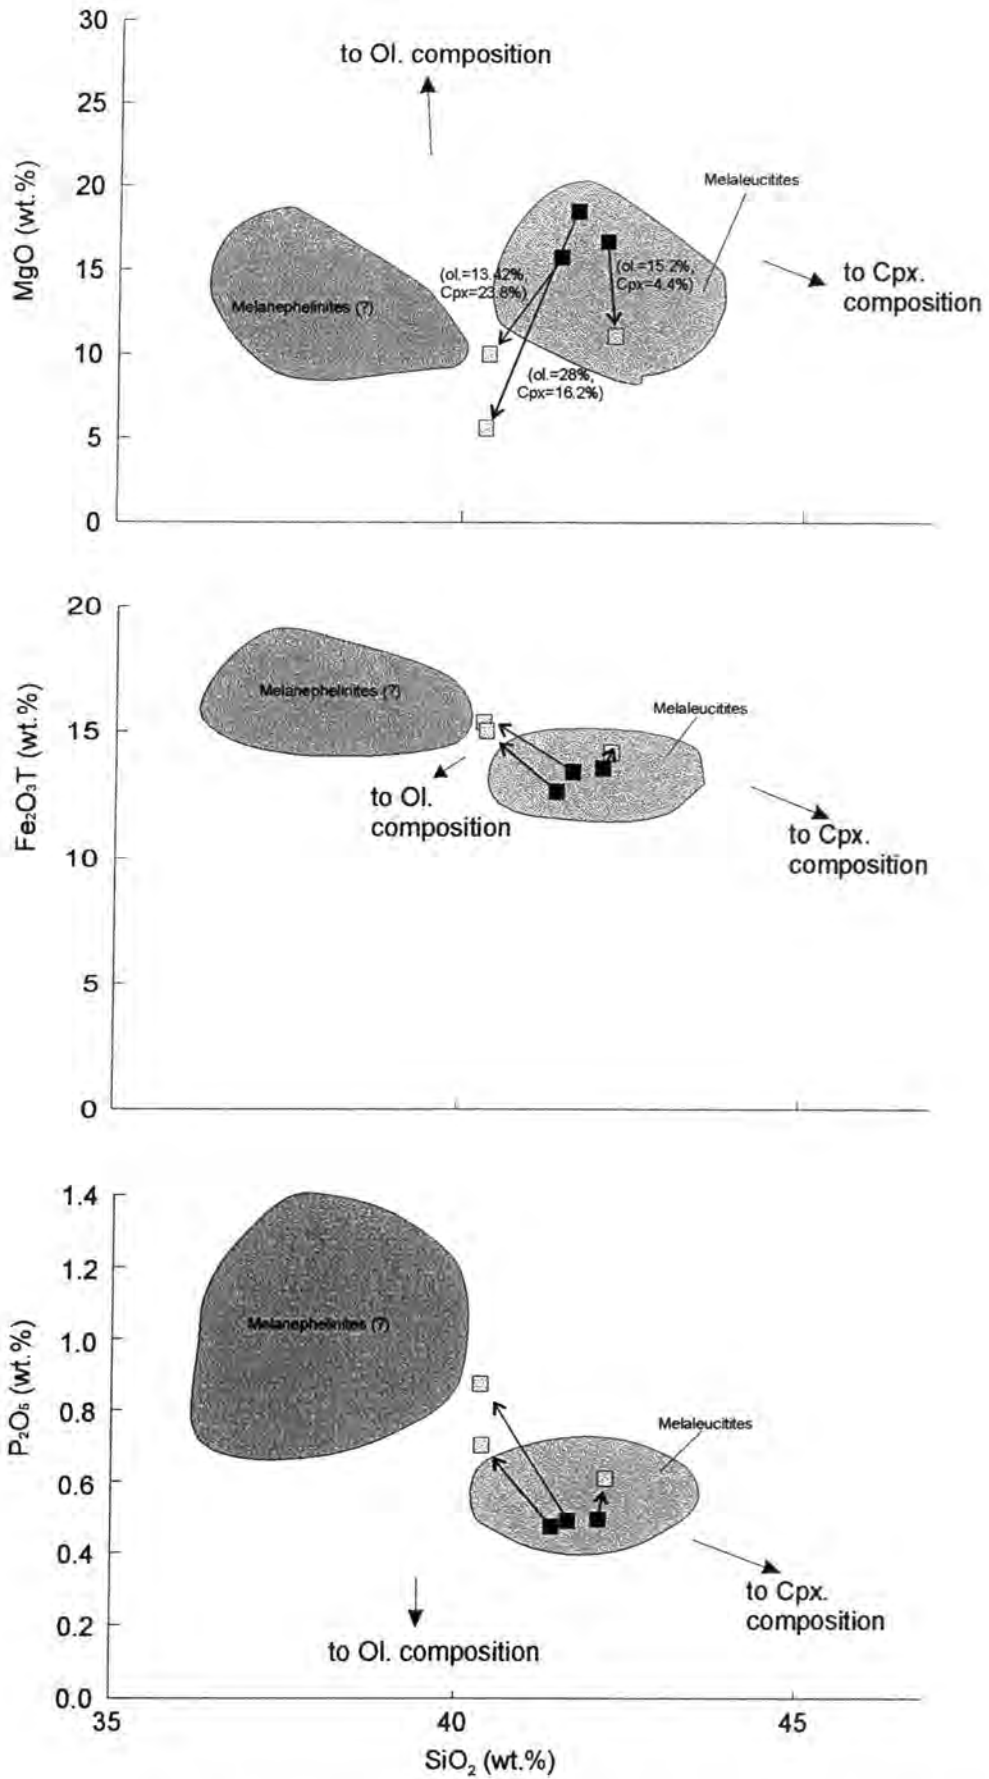 30
to Ol. composition
25
20
Melaleucitites
MgO (wt.%)
15
(ol.=13.42%,
Cpx=23.8%)
(ol.=15.2%,
Cpx=4.4%)
to Cpx.
composition
Melanephelinites (?)
10
(ol.=28%,
Cpx=16.2%)
5
0
20
Melanephelinites (?)
Melaleucitites
15
Fe₂O₃T (wt.%)
to Ol.
composition
to Cpx.
composition
10
5
0
1.4
1.2
Melanephelinites (?)
1.0
P₂O₅ (wt.%)
0.8
Melaleucitites
0.6
0.4
to Cpx.
composition
0.2
to Ol. composition
0.0
35
40
45
SiO₂ (wt.%)